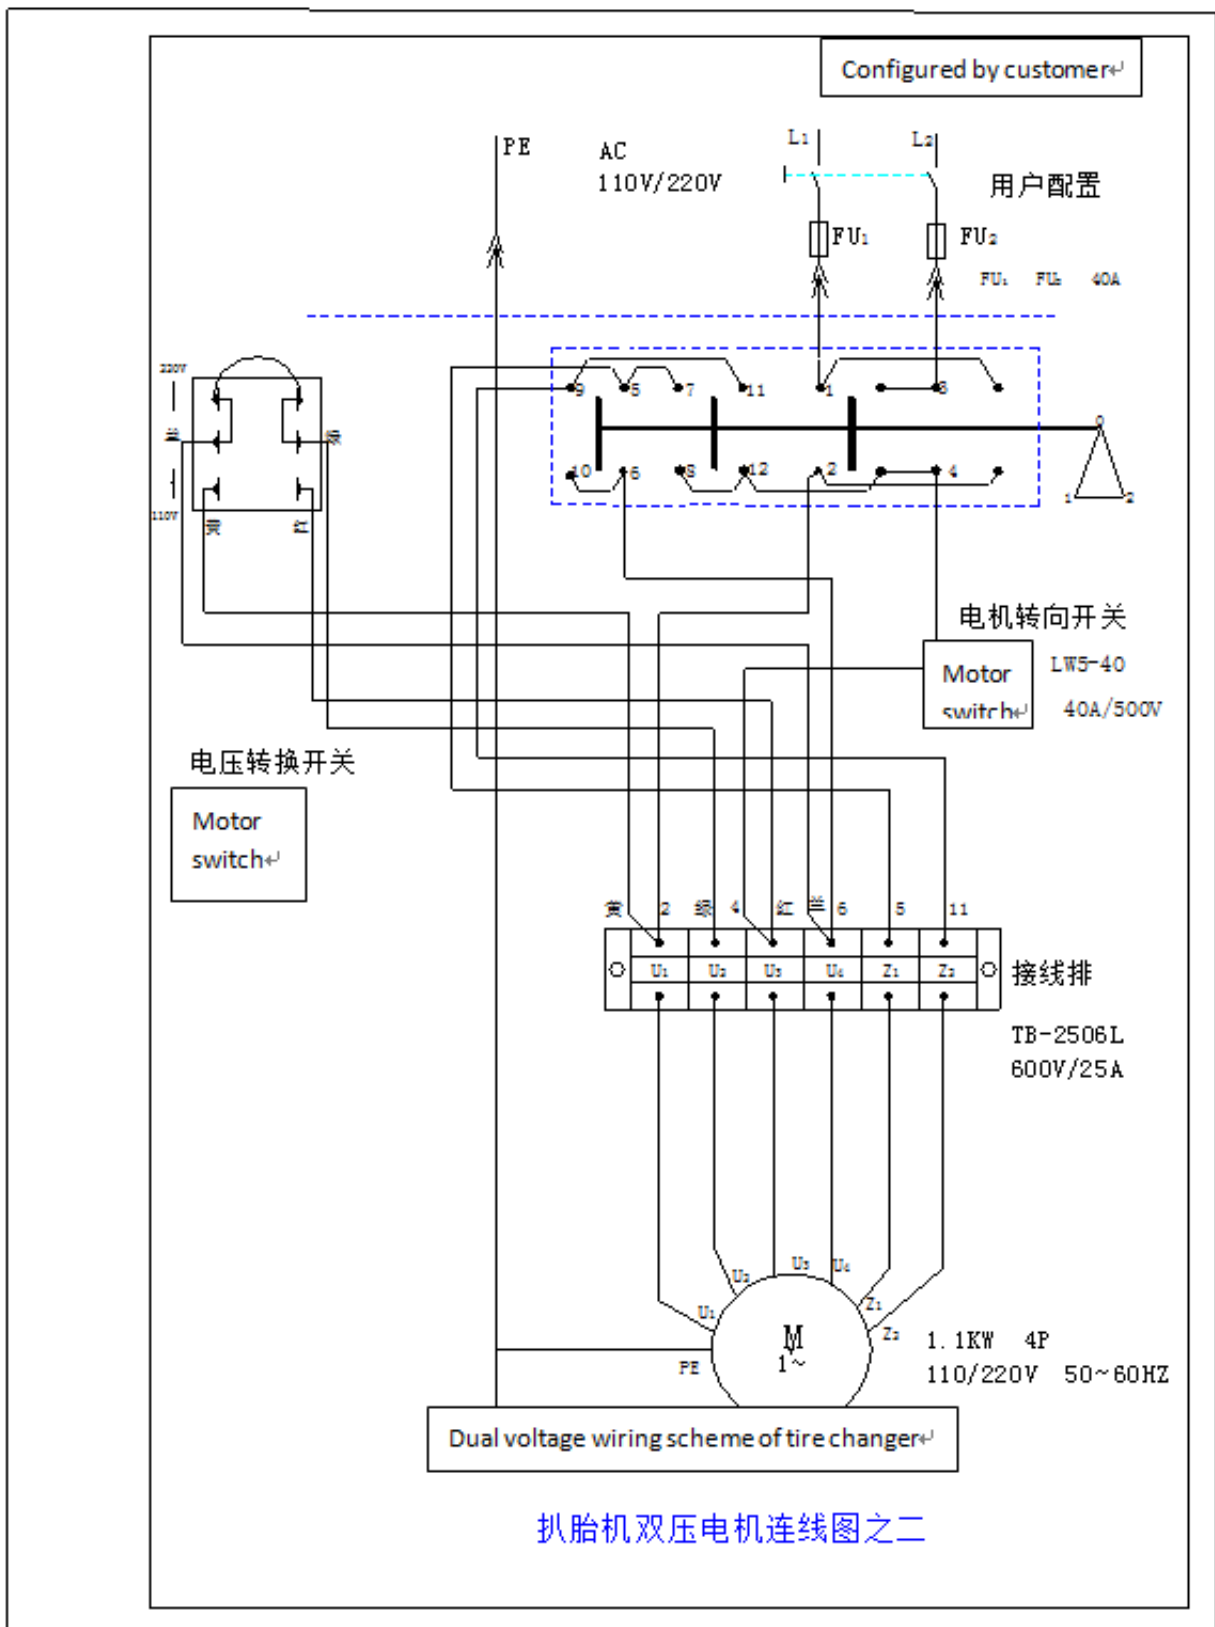 Configured by customer↵
PE
AC
110V/220V
L1
L2
用户配置
FU₁
FU₂
FU₁ FU₂ 40A
220V
兰
绿
110V
黄
红
9
5
7
11
1
3
10
6
8
12
2
4
0
1
2
电机转向开关
Motor
switch↵
LW5-40
40A/500V
电压转换开关
Motor
switch↵
黄 2 绿 4 红 兰 6 5 11
U₁ U₂ U₃ U₄ Z₁ Z₂
接线排
TB-2506L
600V/25A
U₁
U₂
U₃
U₄
Z₁
Z₂
M
1~
PE
1.1KW 4P
110/220V 50~60HZ
Dual voltage wiring scheme of tire changer↵
扒胎机双压电机连线图之二